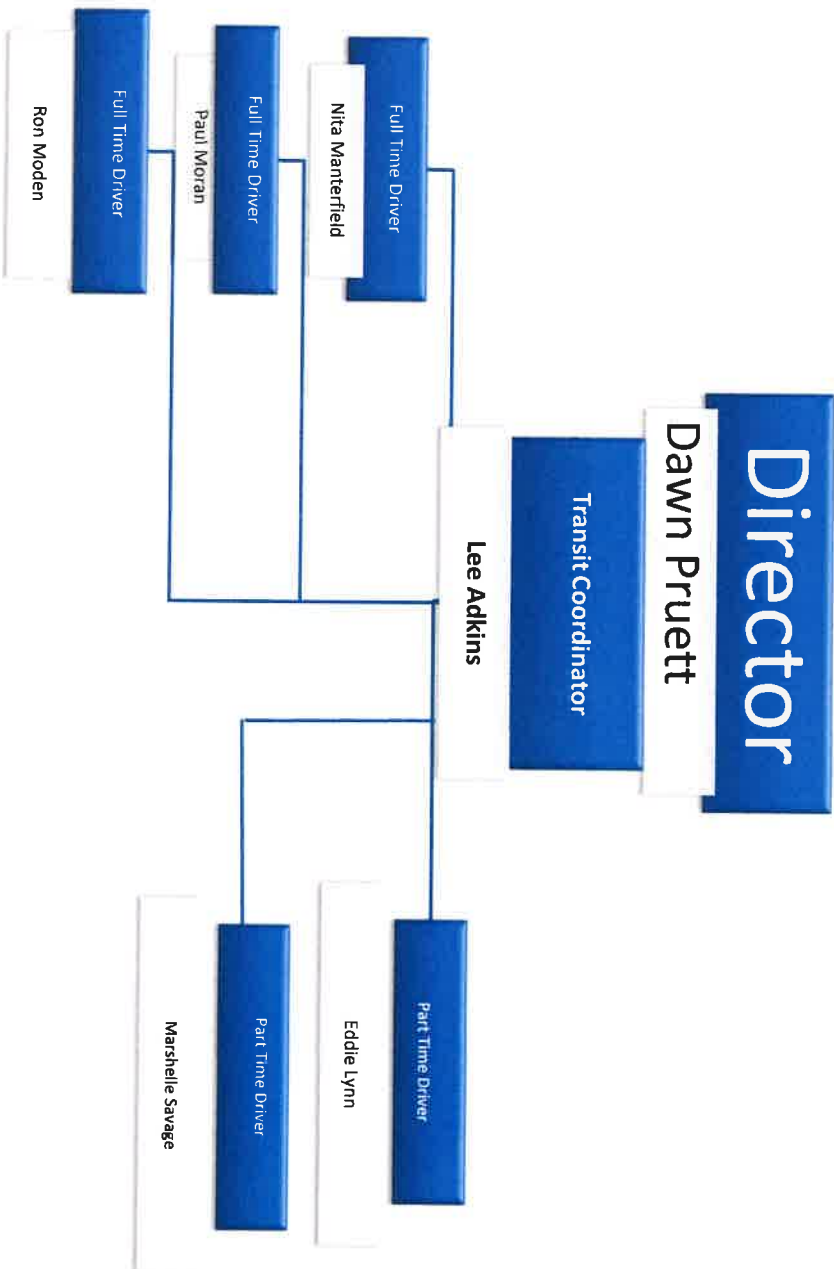 Director
Dawn Pruett
Transit Coordinator
Lee Adkins
Full Time Driver
Nita Manterfield
Full Time Driver
Paul Moran
Full Time Driver
Ron Moden
Part Time Driver
Eddie Lynn
Part Time Driver
Marshelle Savage